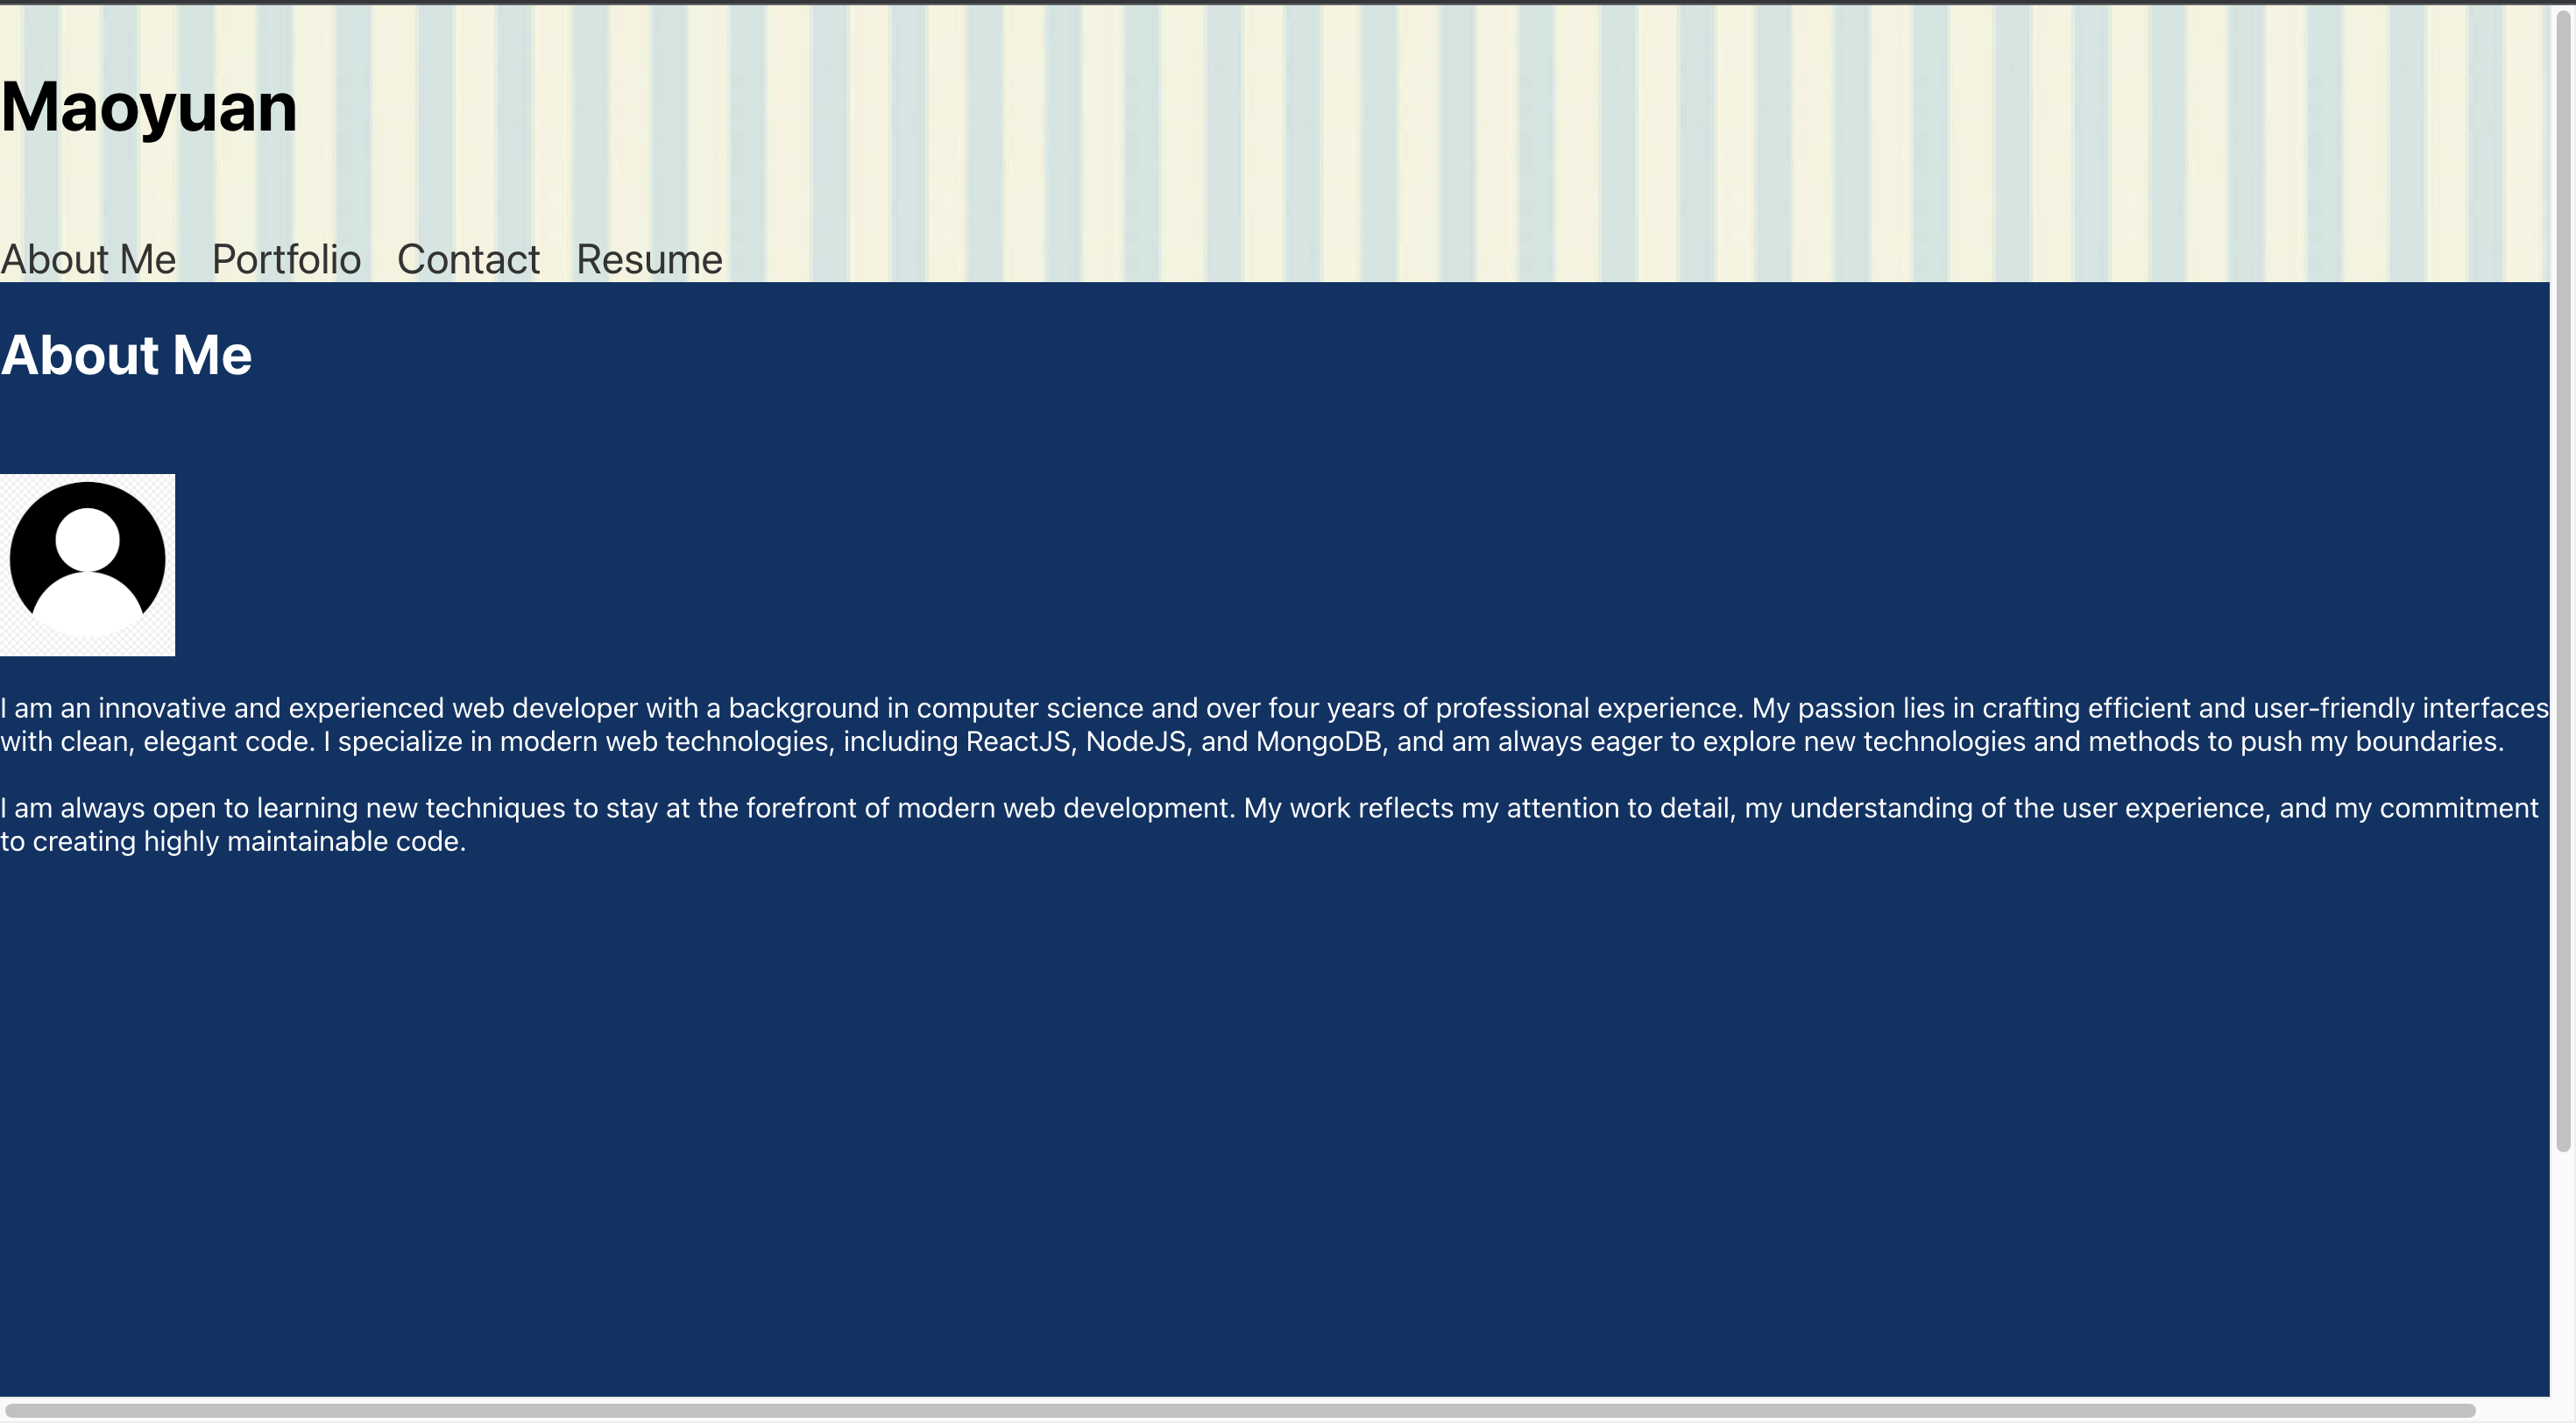 Maoyuan
About Me Portfolio Contact Resume
About Me
I am an innovative and experienced web developer with a background in computer science and over four years of professional experience. My passion lies in crafting efficient and user-friendly interfaces
with clean, elegant code. I specialize in modern web technologies, including ReactJS, NodeJS, and MongoDB, and am always eager to explore new technologies and methods to push my boundaries.
I am always open to learning new techniques to stay at the forefront of modern web development. My work reflects my attention to detail, my understanding of the user experience, and my commitment
to creating highly maintainable code.